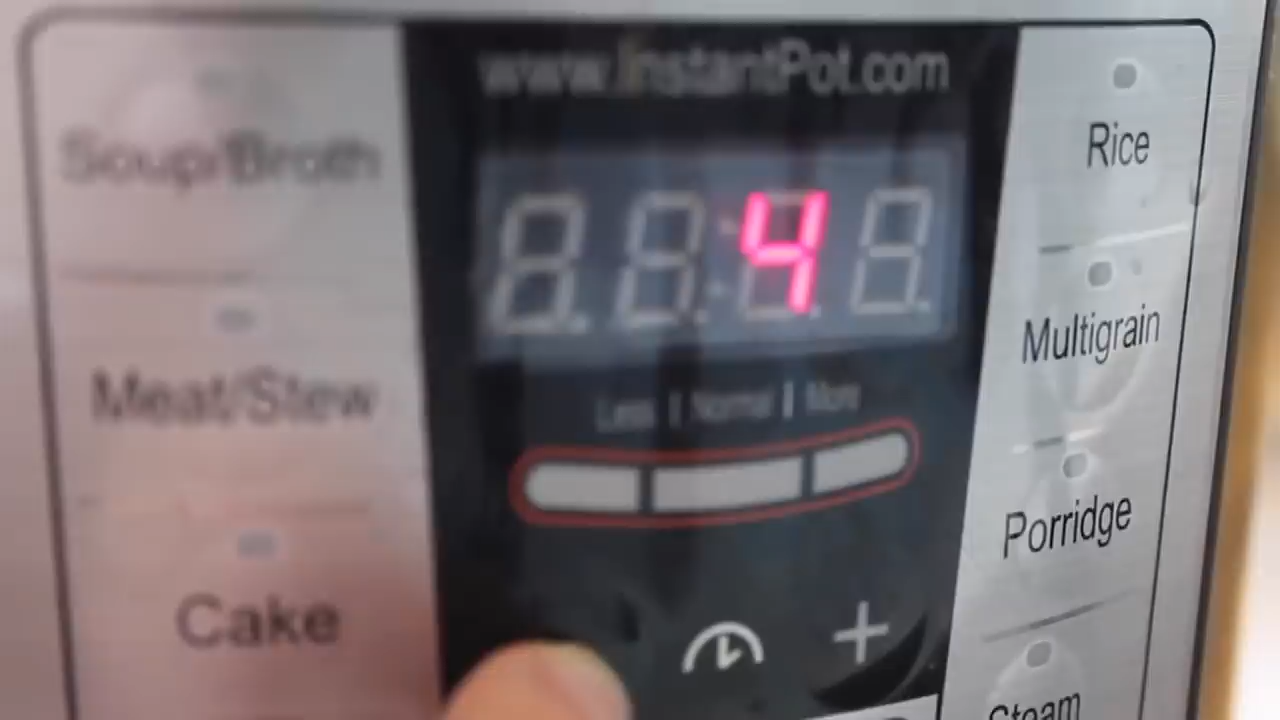 www.InstantPot.com
Soup/Broth
4
Rice
Multigrain
Meat/Stew
Less | Normal | More
Porridge
Cake
+
Steam